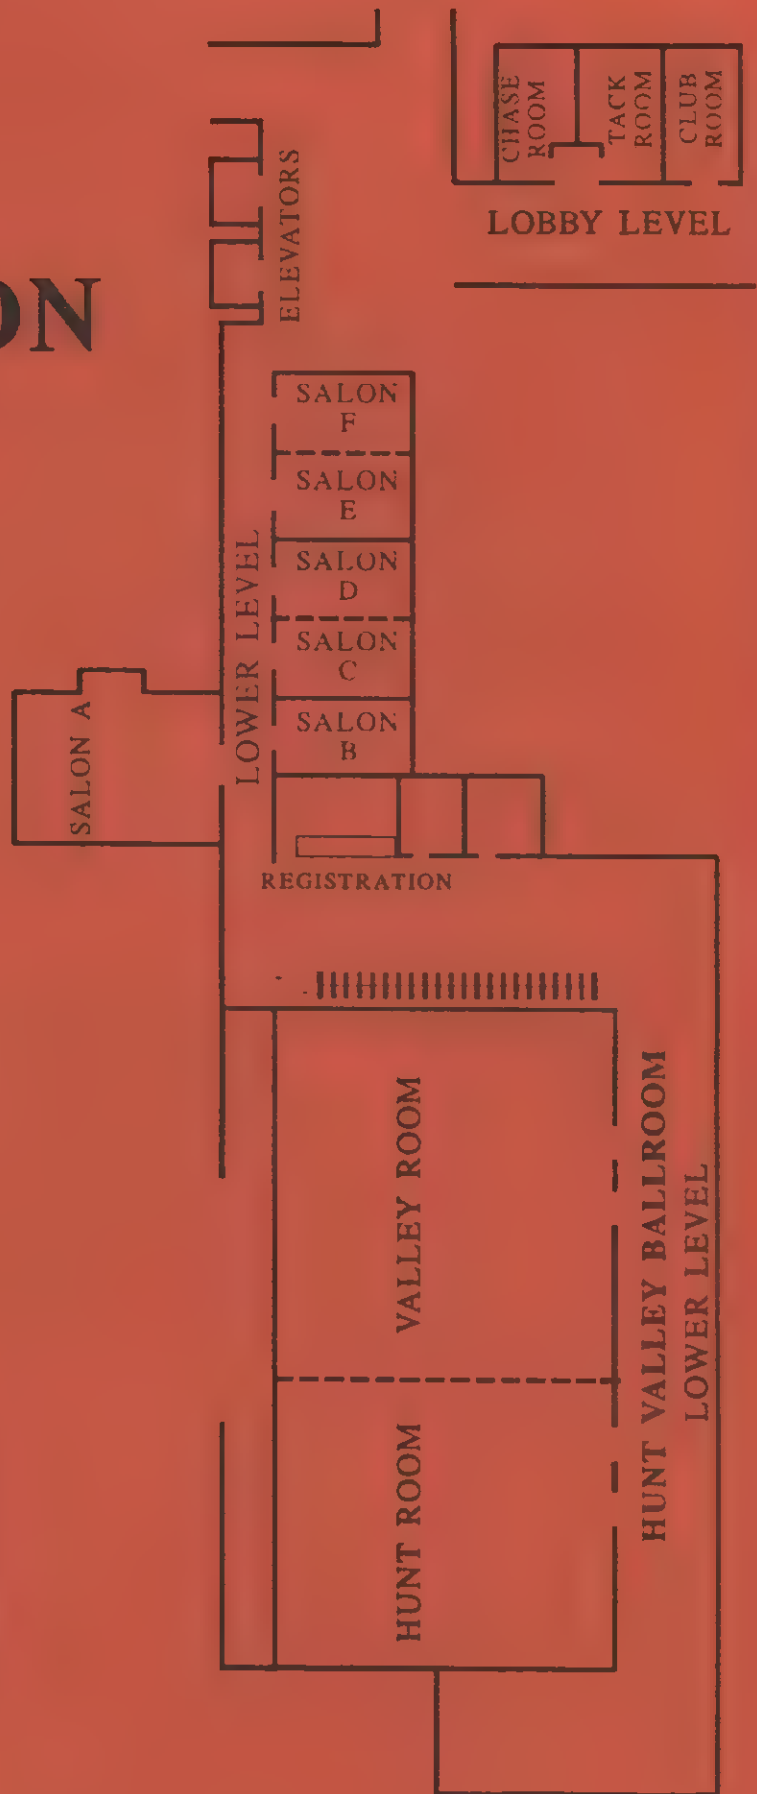 CHASE
ROOM
TACK
ROOM
CLUB
ROOM
LOBBY LEVEL
ELEVATORS
ON
SALON
F
SALON
E
SALON
D
SALON
C
SALON
B
LOWER LEVEL
SALON A
REGISTRATION
VALLEY ROOM
HUNT ROOM
HUNT VALLEY BALLROOM
LOWER LEVEL